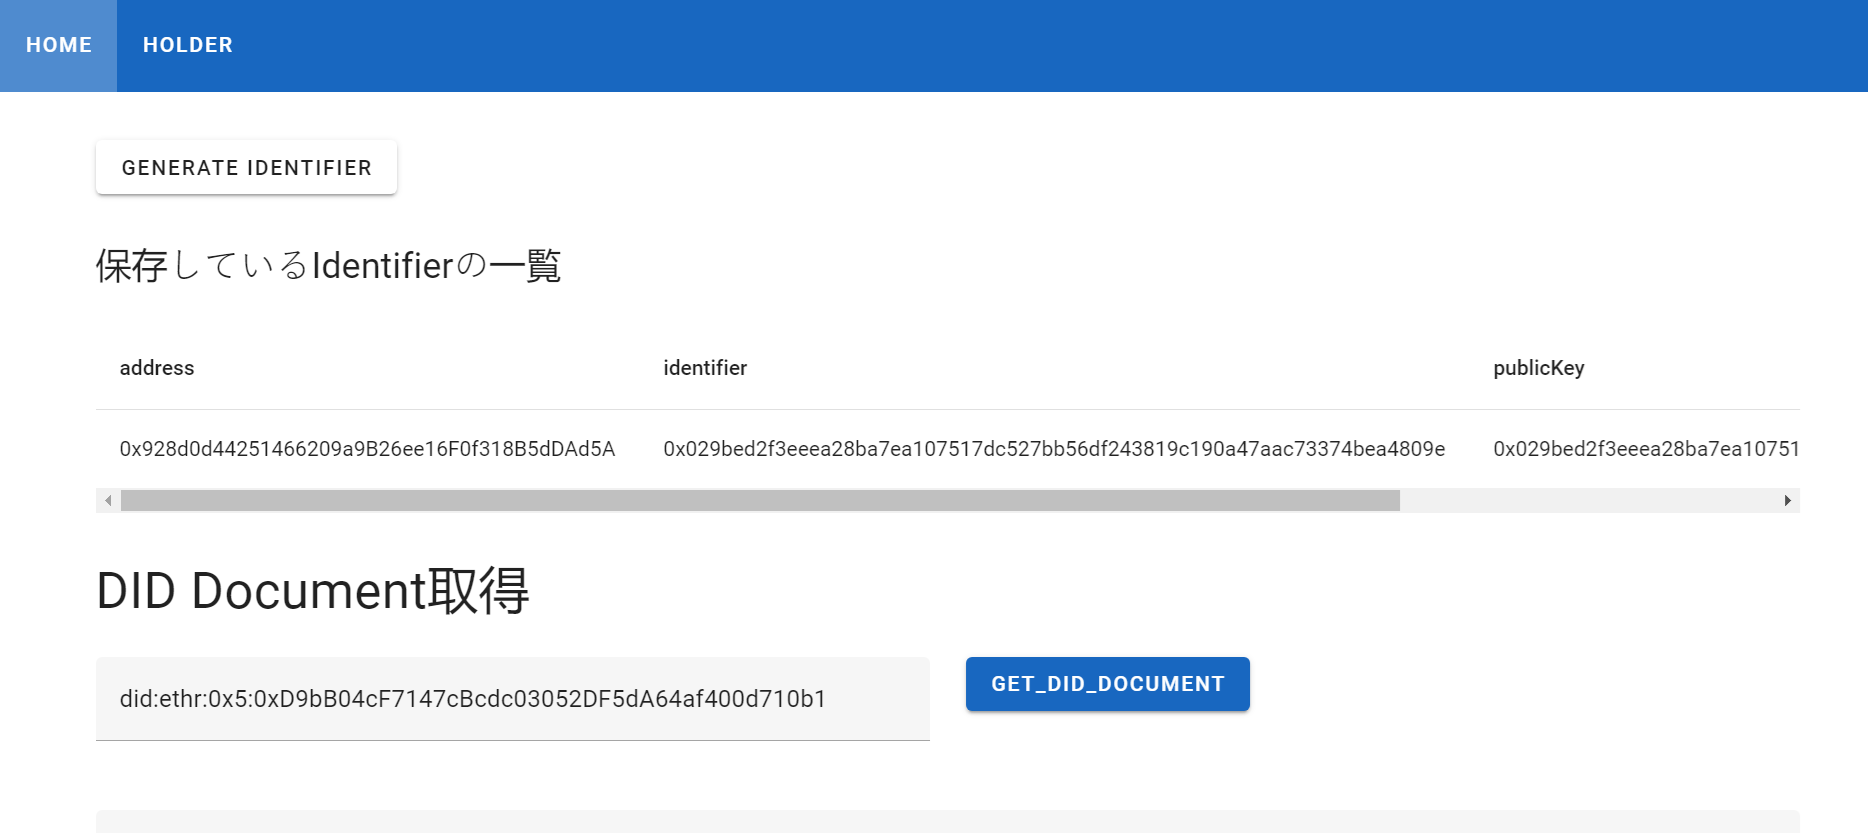 HOME HOLDER
GENERATE IDENTIFIER
保存しているIdentifierの一覧
address identifier publicKey
0x928d0d44251466209a9B26ee16F0f318B5dDAd5A 0x029bed2f3eeea28ba7ea107517dc527bb56df243819c190a47aac73374bea4809e 0x029bed2f3eeea28ba7ea10751
DID Document取得
did:ethr:0x5:0xD9bB04cF7147cBcdc03052DF5dA64af400d710b1 GET_DID_DOCUMENT